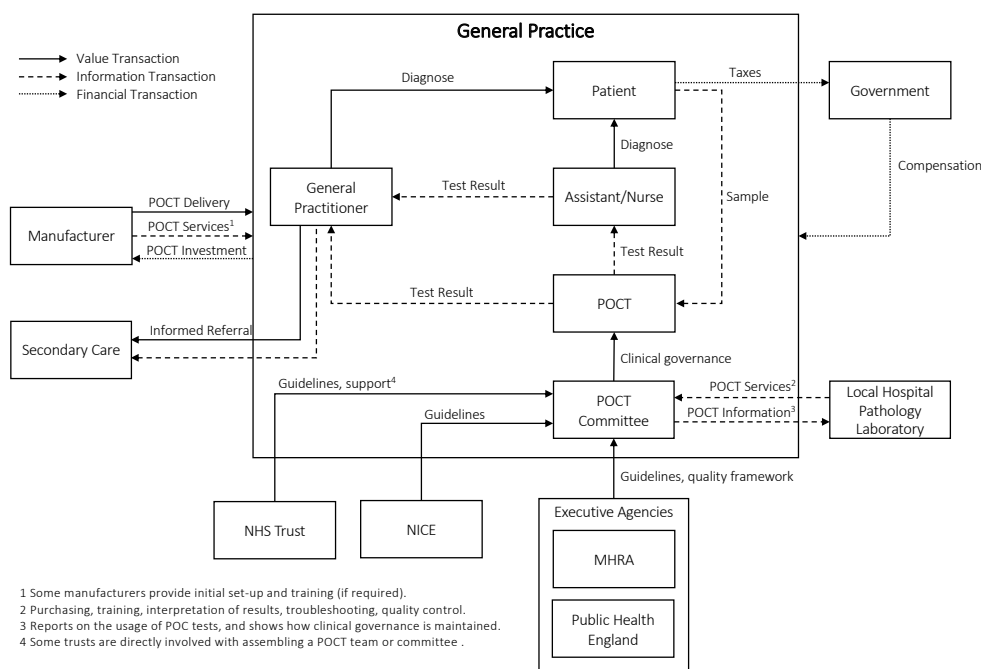 General Practice
Value Transaction
Information Transaction
Financial Transaction
Diagnose
Patient
Taxes
Government
Diagnose
Compensation
General
Practitioner
Test Result
Assistant/Nurse
Sample
Manufacturer
POCT Delivery
POCT Services1
POCT Investment
Test Result
Test Result
POCT
Secondary Care
Informed Referral
Clinical governance
Guidelines, support4
Guidelines
POCT
Committee
POCT Services2
POCT Information3
Local Hospital
Pathology
Laboratory
Guidelines, quality framework
NHS Trust
NICE
Executive Agencies
MHRA
Public Health
England
1 Some manufacturers provide initial set-up and training (if required).
2 Purchasing, training, interpretation of results, troubleshooting, quality control.
3 Reports on the usage of POC tests, and shows how clinical governance is maintained.
4 Some trusts are directly involved with assembling a POCT team or committee .